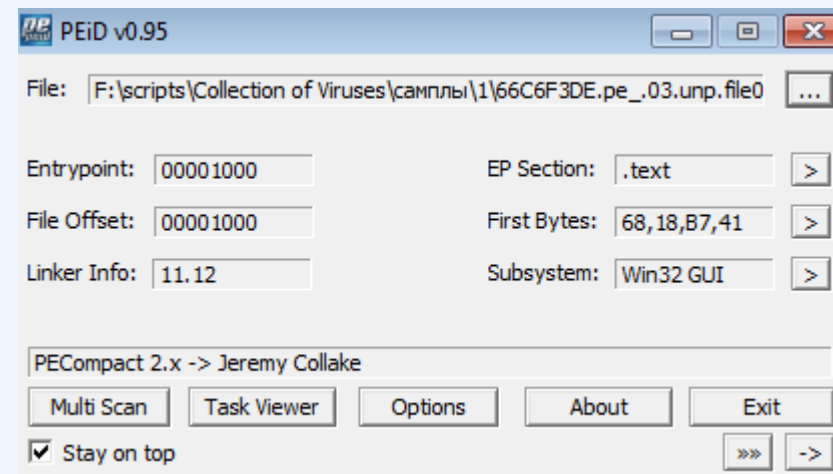 PEiD v0.95
File: F:\scripts\Collection of Viruses\самплы\1\66C6F3DE.pe_.03.unp.file0 ...
Entrypoint: 00001000 EP Section: .text >
File Offset: 00001000 First Bytes: 68,18,B7,41 >
Linker Info: 11.12 Subsystem: Win32 GUI >
PECompact 2.x -> Jeremy Collake
Multi Scan Task Viewer Options About Exit
Stay on top »» ->